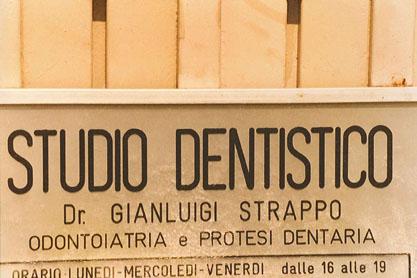 STUDIO DENTISTICO
Dr. GIANLUIGI STRAPPO
ODONTOIATRIA e PROTESI DENTARIA
ORARIO LUNEDI-MERCOLEDI-VENERDI dalle 16 alle 19